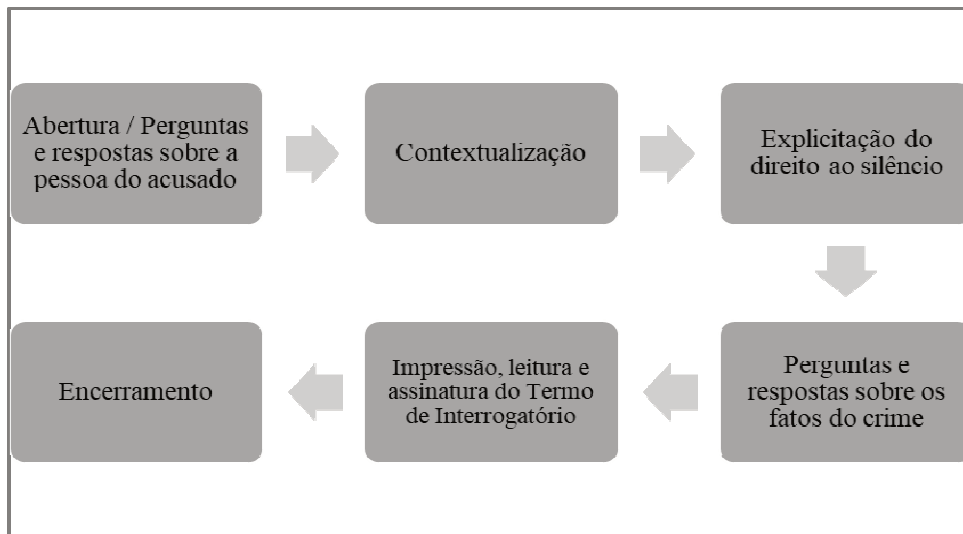 Abertura / Perguntas
e respostas sobre a
pessoa do acusado
Contextualização
Explicitação do
direito ao silêncio
Perguntas e
respostas sobre os
fatos do crime
Impressão, leitura e
assinatura do Termo
de Interrogatório
Encerramento